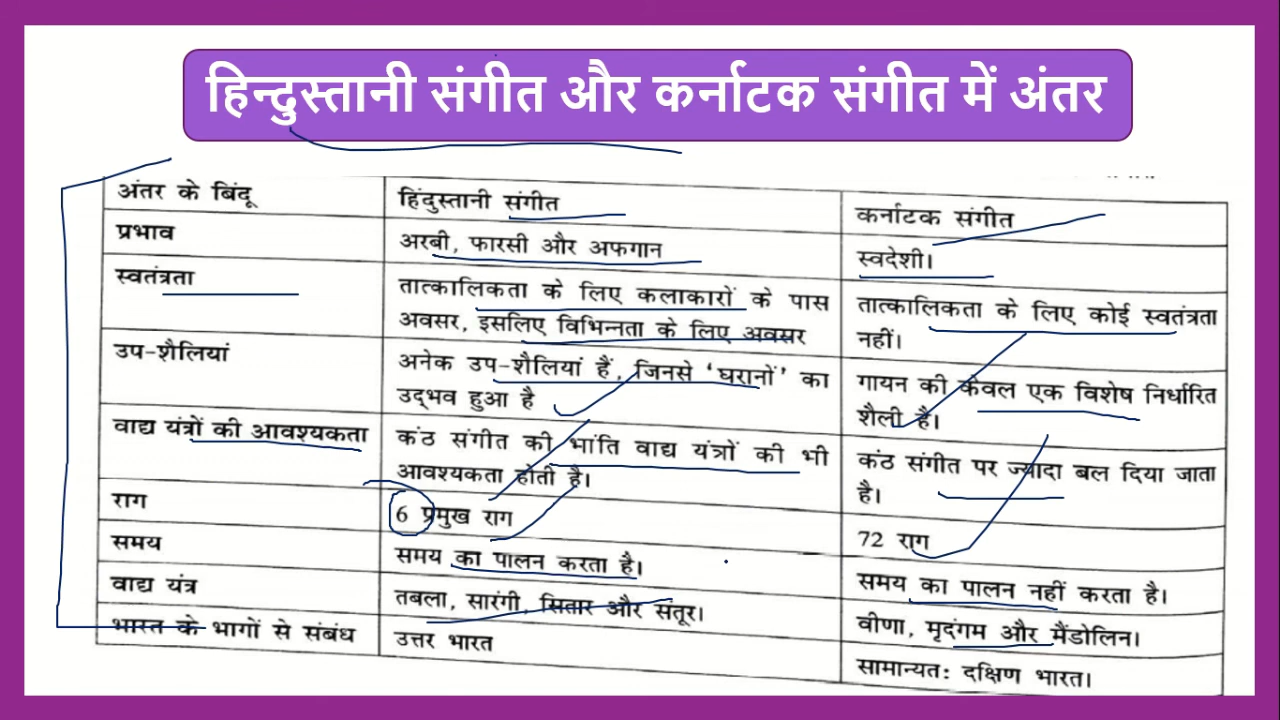 हिन्दुस्तानी संगीत और कर्नाटक संगीत में अंतर
अंतर के बिंदू
हिंदुस्तानी संगीत
कर्नाटक संगीत
प्रभाव
अरबी, फारसी और अफगान
स्वदेशी।
स्वतंत्रता
तात्कालिकता के लिए कलाकारों के पास
अवसर, इसलिए विभिन्नता के लिए अवसर
तात्कालिकता के लिए कोई स्वतंत्रता
नहीं।
उप-शैलियां
अनेक उप-शैलियां हैं, जिनसे ‘घरानों’ का
उद्भव हुआ है
गायन की केवल एक विशेष निर्धारित
शैली है।
वाद्य यंत्रों की आवश्यकता
कंठ संगीत की भांति वाद्य यंत्रों की भी
आवश्यकता होती है।
कंठ संगीत पर ज्यादा बल दिया जाता
है।
राग
6 प्रमुख राग
72 राग
समय
समय का पालन करता है।
समय का पालन नहीं करता है।
वाद्य यंत्र
तबला, सारंगी, सितार और संतूर।
वीणा, मृदंगम और मैंडोलिन।
भारत के भागों से संबंध
उत्तर भारत
सामान्यत: दक्षिण भारत।